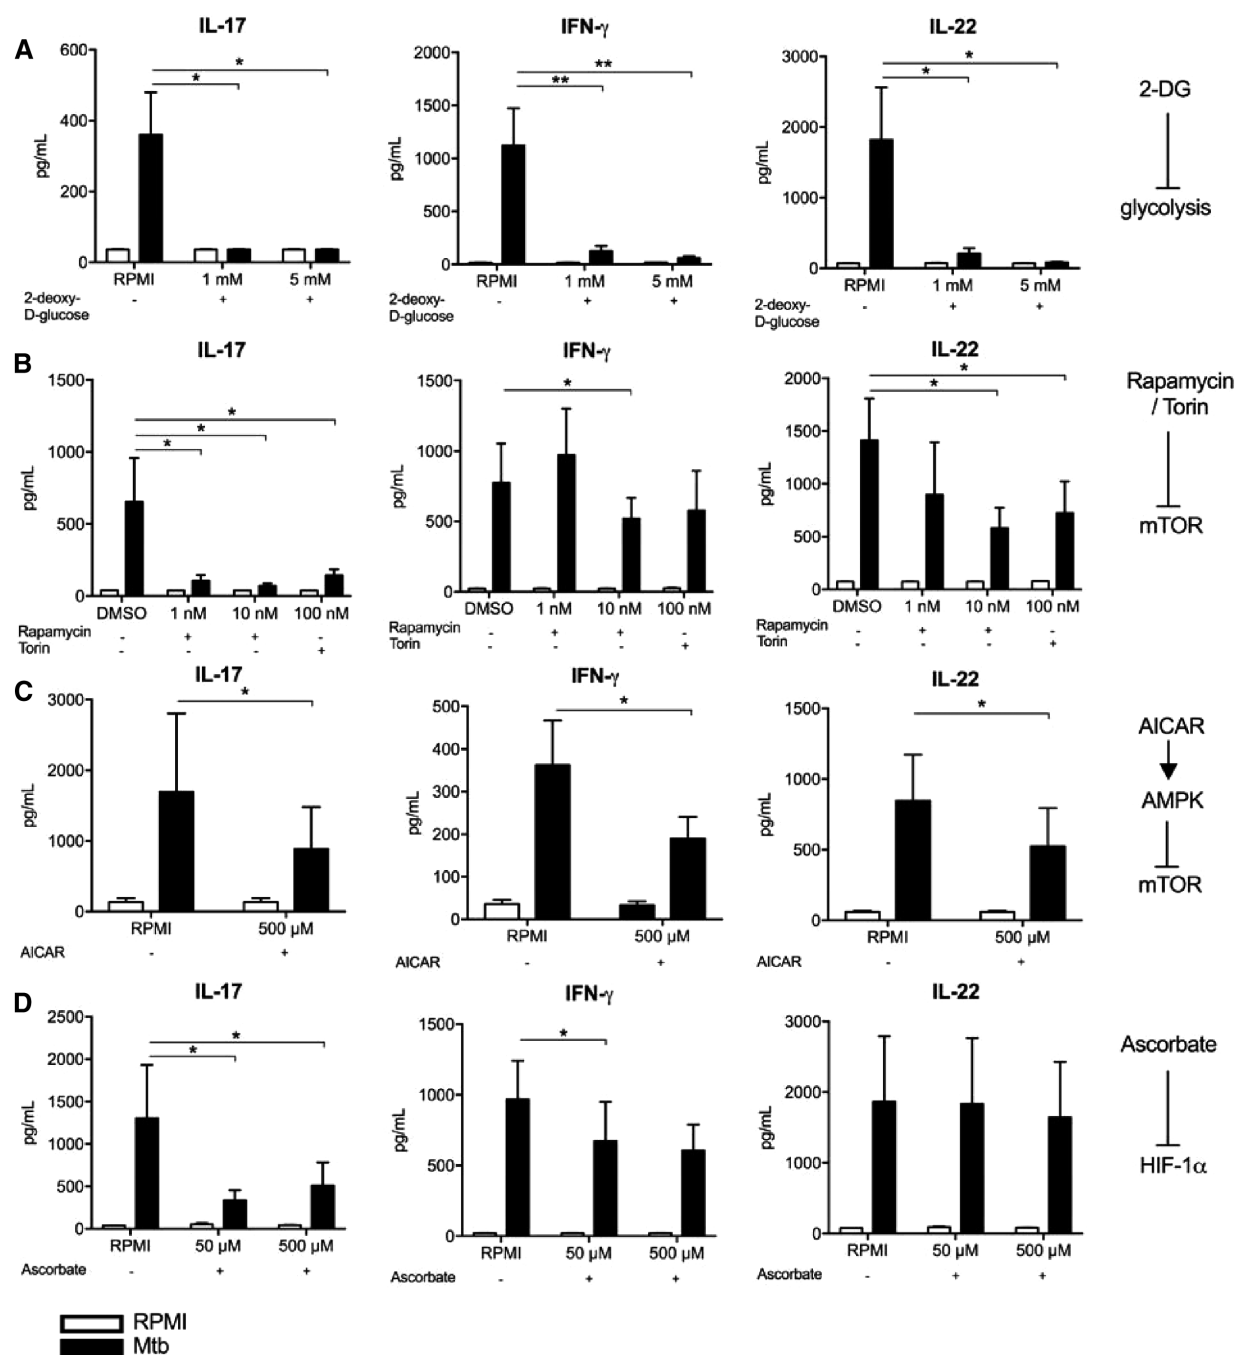 A
IL-17
IFN-γ
IL-22
600
400
200
0
pg/mL
*
*
RPMI
1 mM
5 mM
2-deoxy-
D-glucose
-
+
+
2000
1500
1000
500
0
pg/mL
**
**
RPMI
1 mM
5 mM
2-deoxy-
D-glucose
-
+
+
3000
2000
1000
0
pg/mL
*
*
RPMI
1 mM
5 mM
2-deoxy-
D-glucose
-
+
+
2-DG
glycolysis
B
IL-17
IFN-γ
IL-22
1500
1000
500
0
pg/mL
*
*
*
DMSO
1 nM
10 nM
100 nM
Rapamycin
-
+
+
-
Torin
-
-
-
+
1500
1000
500
0
pg/mL
*
DMSO
1 nM
10 nM
100 nM
Rapamycin
-
+
+
-
Torin
-
-
-
+
2000
1500
1000
500
0
pg/mL
*
*
DMSO
1 nM
10 nM
100 nM
Rapamycin
-
+
+
-
Torin
-
-
-
+
Rapamycin
/ Torin
mTOR
C
IL-17
IFN-γ
IL-22
3000
2000
1000
0
pg/mL
*
RPMI
500 µM
AICAR
-
+
500
400
300
200
100
0
pg/mL
*
RPMI
500 µM
AICAR
-
+
1500
1000
500
0
pg/mL
*
RPMI
500 µM
AICAR
-
+
AICAR
AMPK
mTOR
D
IL-17
IFN-γ
IL-22
2500
2000
1500
1000
500
0
pg/mL
*
*
RPMI
50 µM
500 µM
Ascorbate
-
+
+
1500
1000
500
0
pg/mL
*
RPMI
50 µM
500 µM
Ascorbate
-
+
+
3000
2000
1000
0
pg/mL
RPMI
50 µM
500 µM
Ascorbate
-
+
+
Ascorbate
HIF-1α
RPMI
Mtb